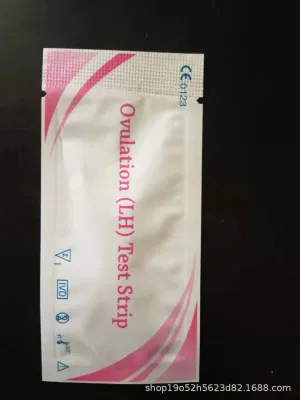 CE 0123
Ovulation (LH) Test Strip
IVD
shop19o52h5623d82.1688.com